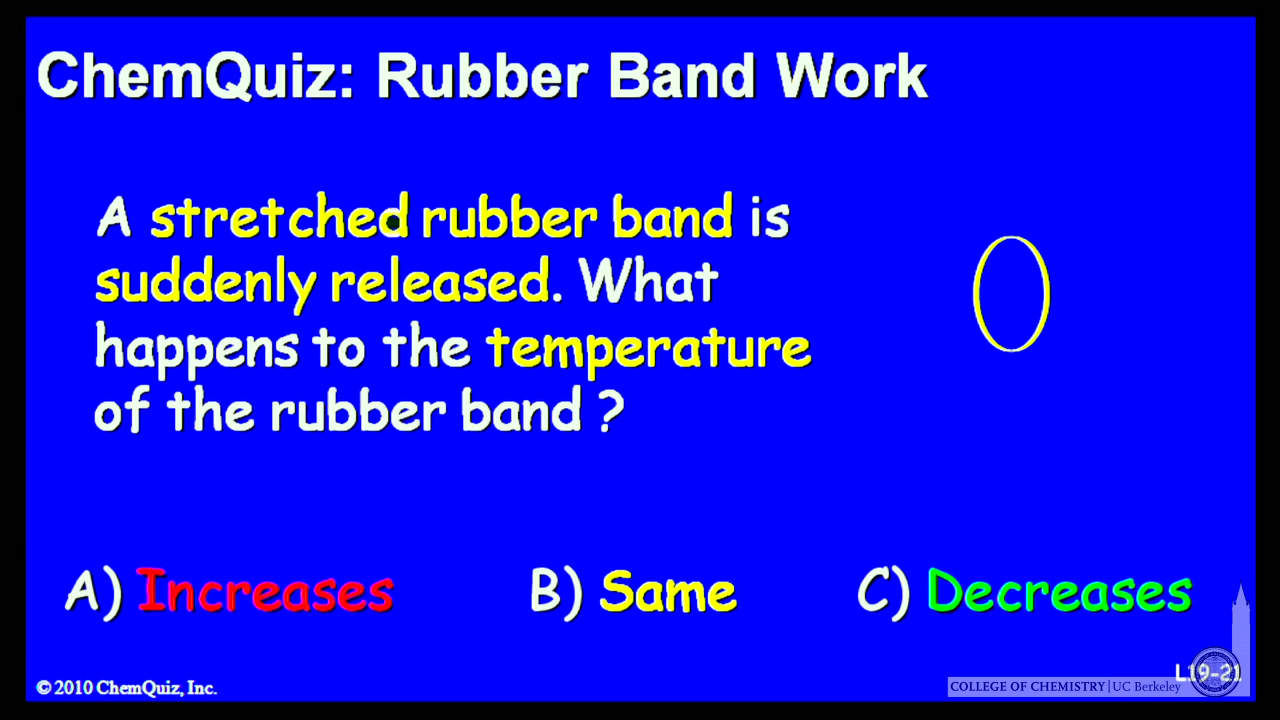 ChemQuiz: Rubber Band Work
A stretched rubber band is
suddenly released. What
happens to the temperature
of the rubber band ?
A) Increases B) Same C) Decreases
L19-21
© 2010 ChemQuiz, Inc.
COLLEGE OF CHEMISTRY | UC Berkeley